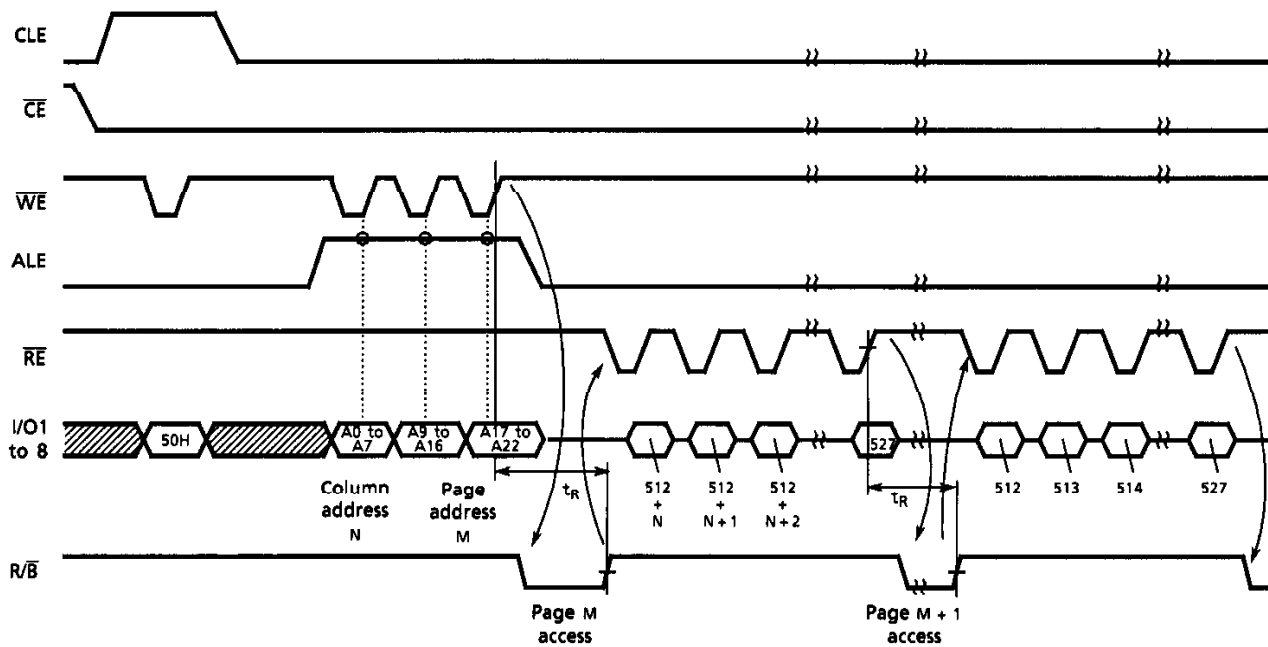 CLE
CE
WE
ALE
RE
I/O1
to 8
50H
A0 to
A7
A9 to
A16
A17 to
A22
527
Column
address
N
Page
address
M
tR
512
+
N
512
+
N + 1
512
+
N + 2
tR
512
513
514
527
R/B
Page M
access
Page M + 1
access